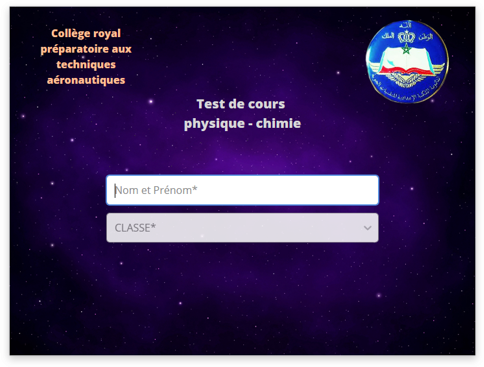 Collège royal
préparatoire aux
techniques
aéronautiques
الله
الوطن
الملك
Test de cours
physique - chimie
Nom et Prénom*
CLASSE*